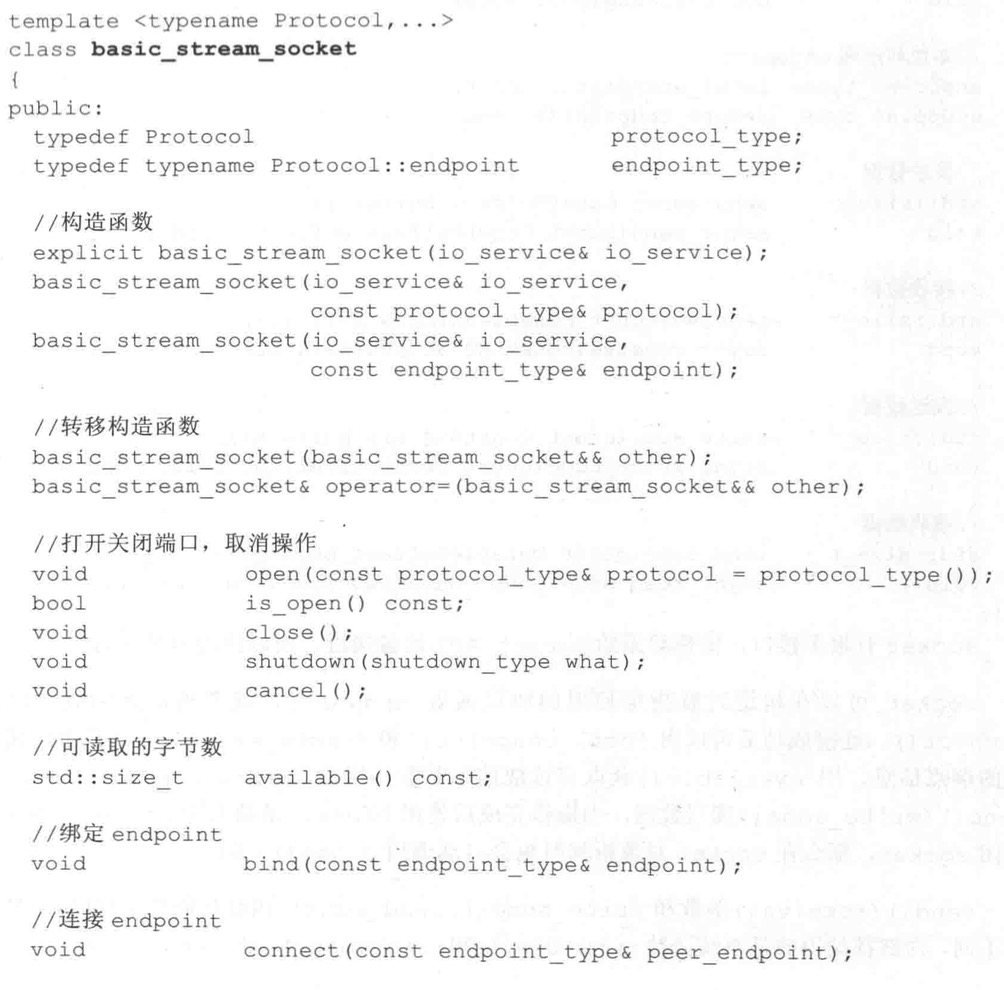 template <typename Protocol,...>
class basic_stream_socket
{
public:
typedef Protocol protocol_type;
typedef typename Protocol::endpoint endpoint_type;
//构造函数
explicit basic_stream_socket(io_service& io_service);
basic_stream_socket(io_service& io_service,
const protocol_type& protocol);
basic_stream_socket(io_service& io_service,
const endpoint_type& endpoint);
//转移构造函数
basic_stream_socket(basic_stream_socket&& other);
basic_stream_socket& operator=(basic_stream_socket&& other);
//打开关闭端口，取消操作
void open(const protocol_type& protocol = protocol_type());
bool is_open() const;
void close();
void shutdown(shutdown_type what);
void cancel();
//可读取的字节数
std::size_t available() const;
//绑定 endpoint
void bind(const endpoint_type& endpoint);
//连接 endpoint
void connect(const endpoint_type& peer_endpoint);